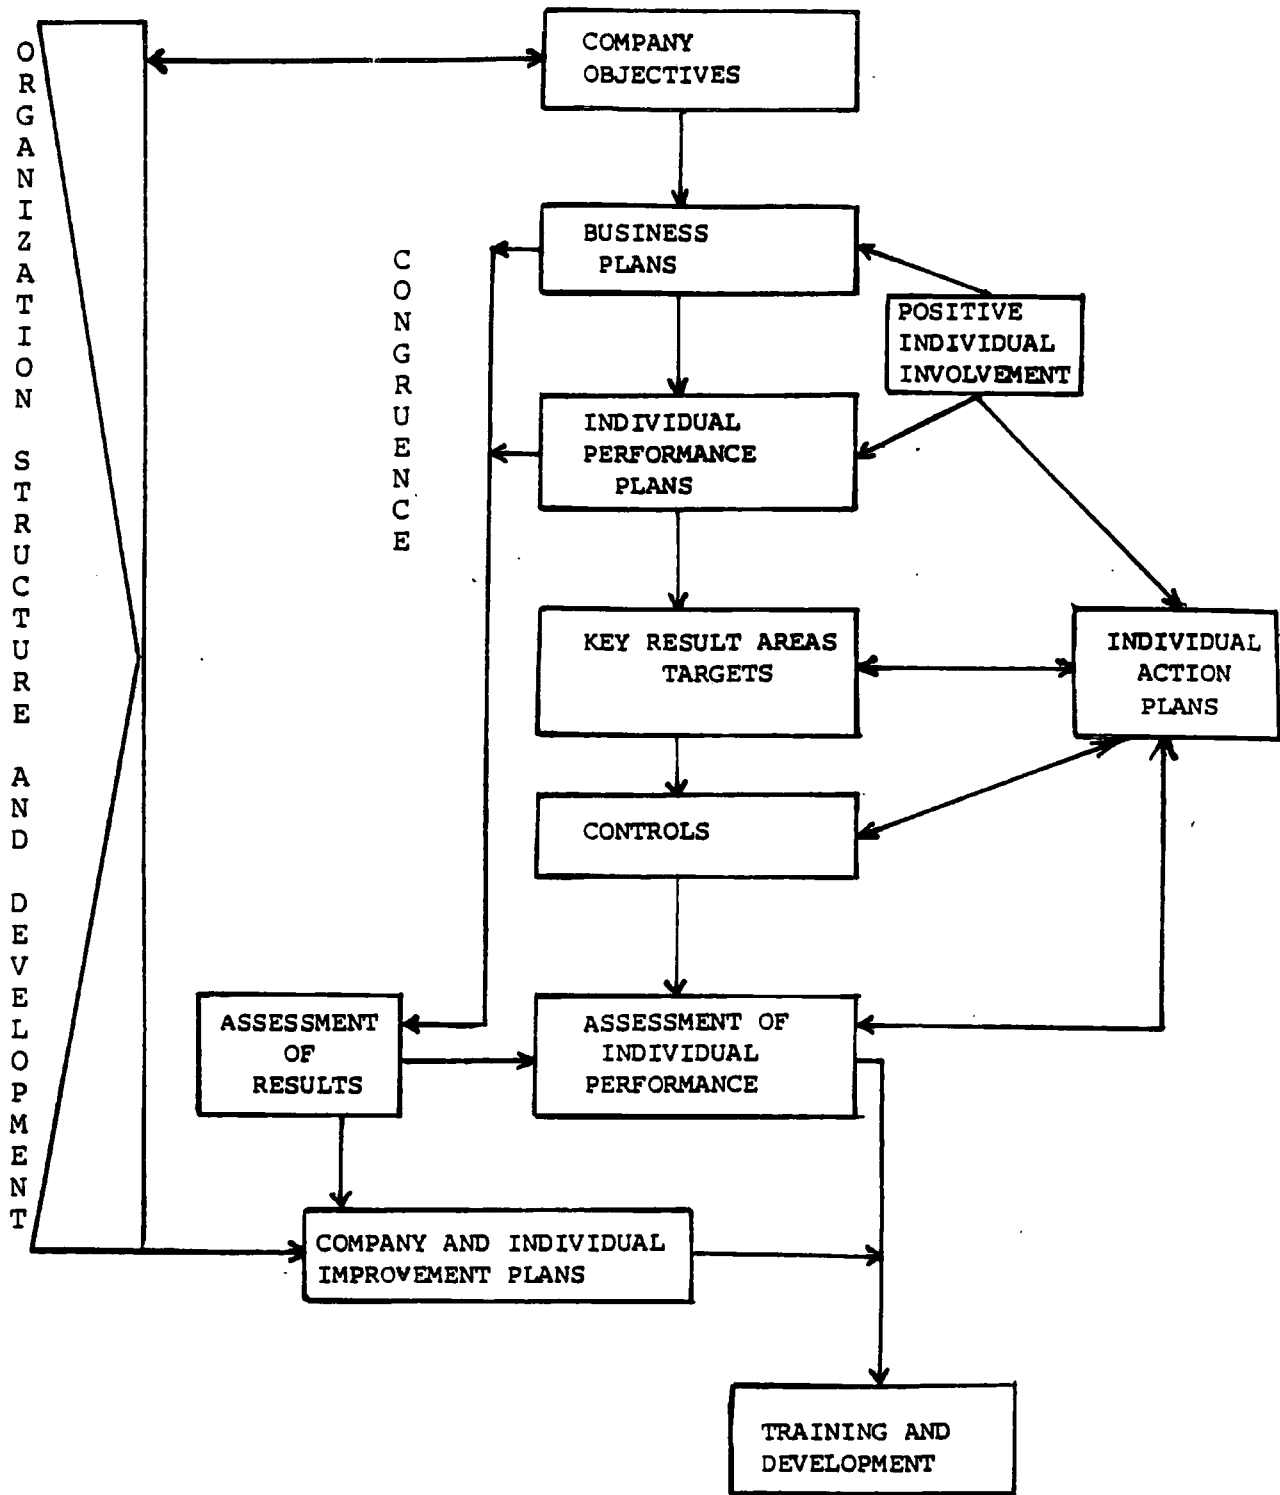 ORGANIZATION STRUCTURE AND DEVELOPMENT
COMPANY
OBJECTIVES
BUSINESS
PLANS
CONGRUENCE
POSITIVE
INDIVIDUAL
INVOLVEMENT
INDIVIDUAL
PERFORMANCE
PLANS
KEY RESULT AREAS
TARGETS
INDIVIDUAL
ACTION
PLANS
CONTROLS
ASSESSMENT
OF
RESULTS
ASSESSMENT OF
INDIVIDUAL
PERFORMANCE
COMPANY AND INDIVIDUAL
IMPROVEMENT PLANS
TRAINING AND
DEVELOPMENT